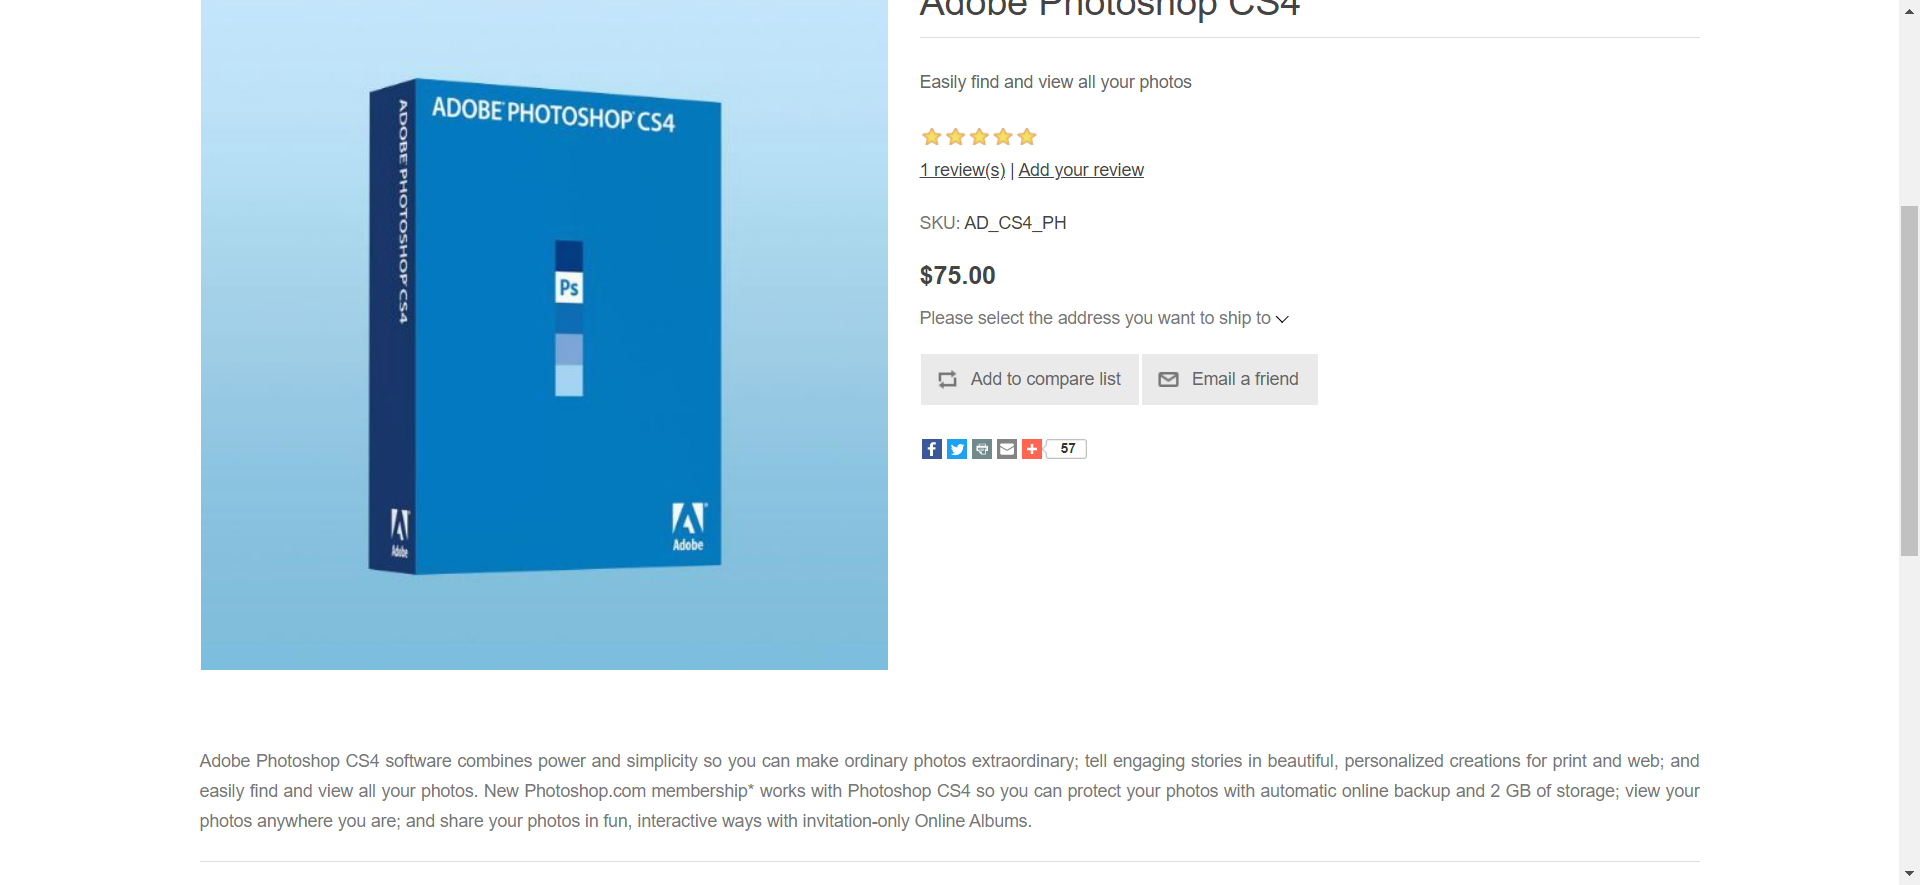 Adobe Photoshop CS4
Easily find and view all your photos
1 review(s) | Add your review
SKU: AD_CS4_PH
$75.00
Please select the address you want to ship to
Add to compare list
Email a friend
57
ADOBE PHOTOSHOP CS4
ADOBE PHOTOSHOP CS4
Ps
Adobe
Adobe
Adobe Photoshop CS4 software combines power and simplicity so you can make ordinary photos extraordinary; tell engaging stories in beautiful, personalized creations for print and web; and
easily find and view all your photos. New Photoshop.com membership* works with Photoshop CS4 so you can protect your photos with automatic online backup and 2 GB of storage; view your
photos anywhere you are; and share your photos in fun, interactive ways with invitation-only Online Albums.